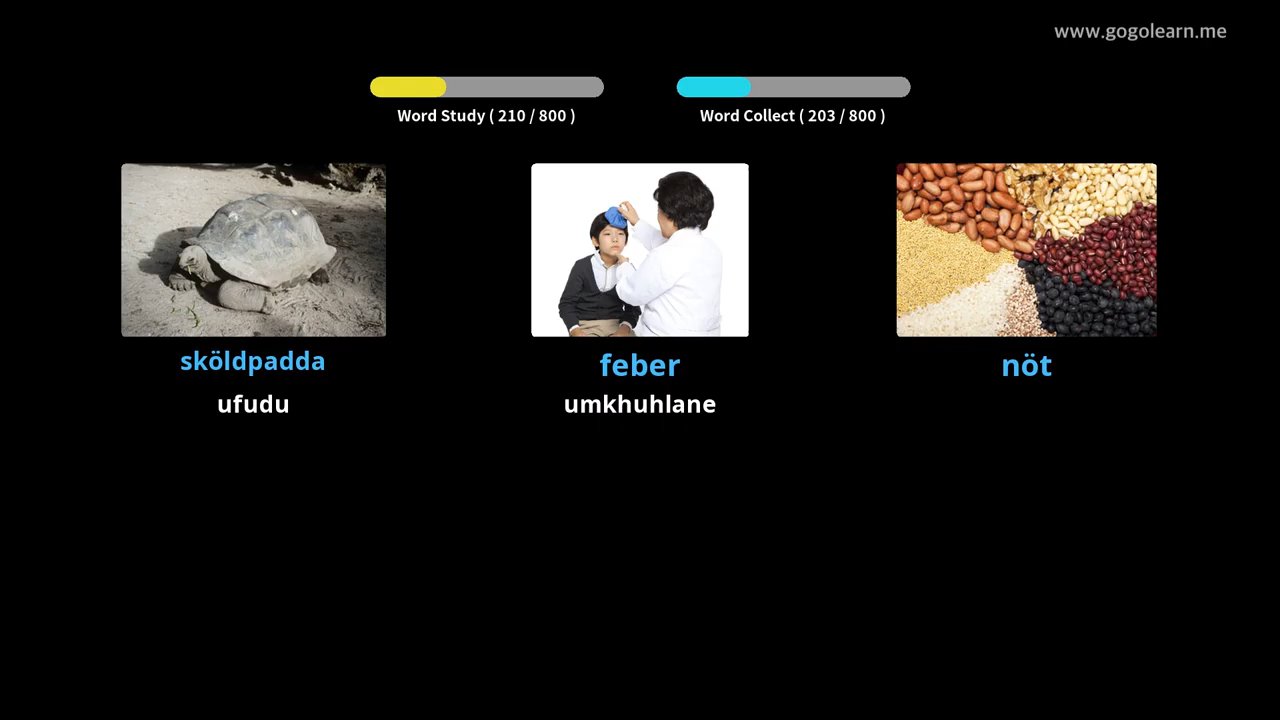 www.gogolearn.me
Word Study ( 210 / 800 )
Word Collect ( 203 / 800 )
sköldpadda
feber
nöt
ufudu
umkhuhlane